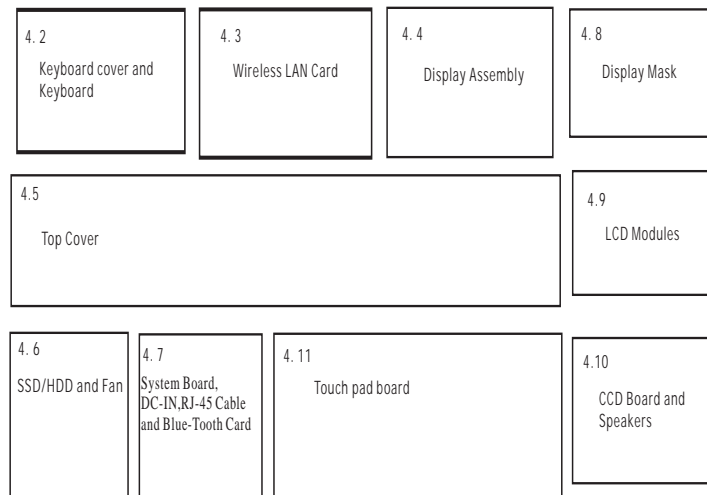 4. 2
Keyboard cover and
Keyboard
4. 3
Wireless LAN Card
4. 4
Display Assembly
4. 8
Display Mask
4.5
Top Cover
4.9
LCD Modules
4. 6
SSD/HDD and Fan
4. 7
System Board,
DC-IN,RJ-45 Cable
and Blue-Tooth Card
4. 11
Touch pad board
4.10
CCD Board and
Speakers